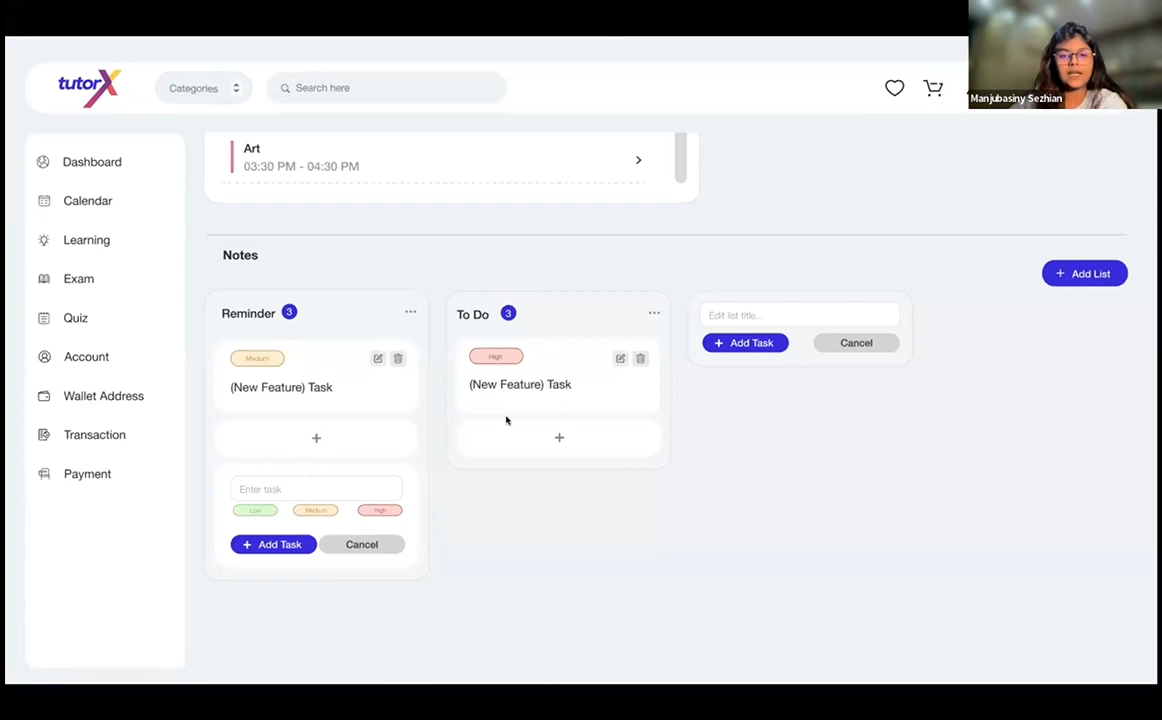 tutorX
Categories
Search here
Manjubasiny Sezhian
Dashboard
Calendar
Learning
Exam
Quiz
Account
Wallet Address
Transaction
Payment
Art
03:30 PM - 04:30 PM
Notes
+ Add List
Reminder 3
Medium
(New Feature) Task
+
Enter task
Low Medium High
+ Add Task Cancel
To Do 3
High
(New Feature) Task
+
Edit list title...
+ Add Task Cancel